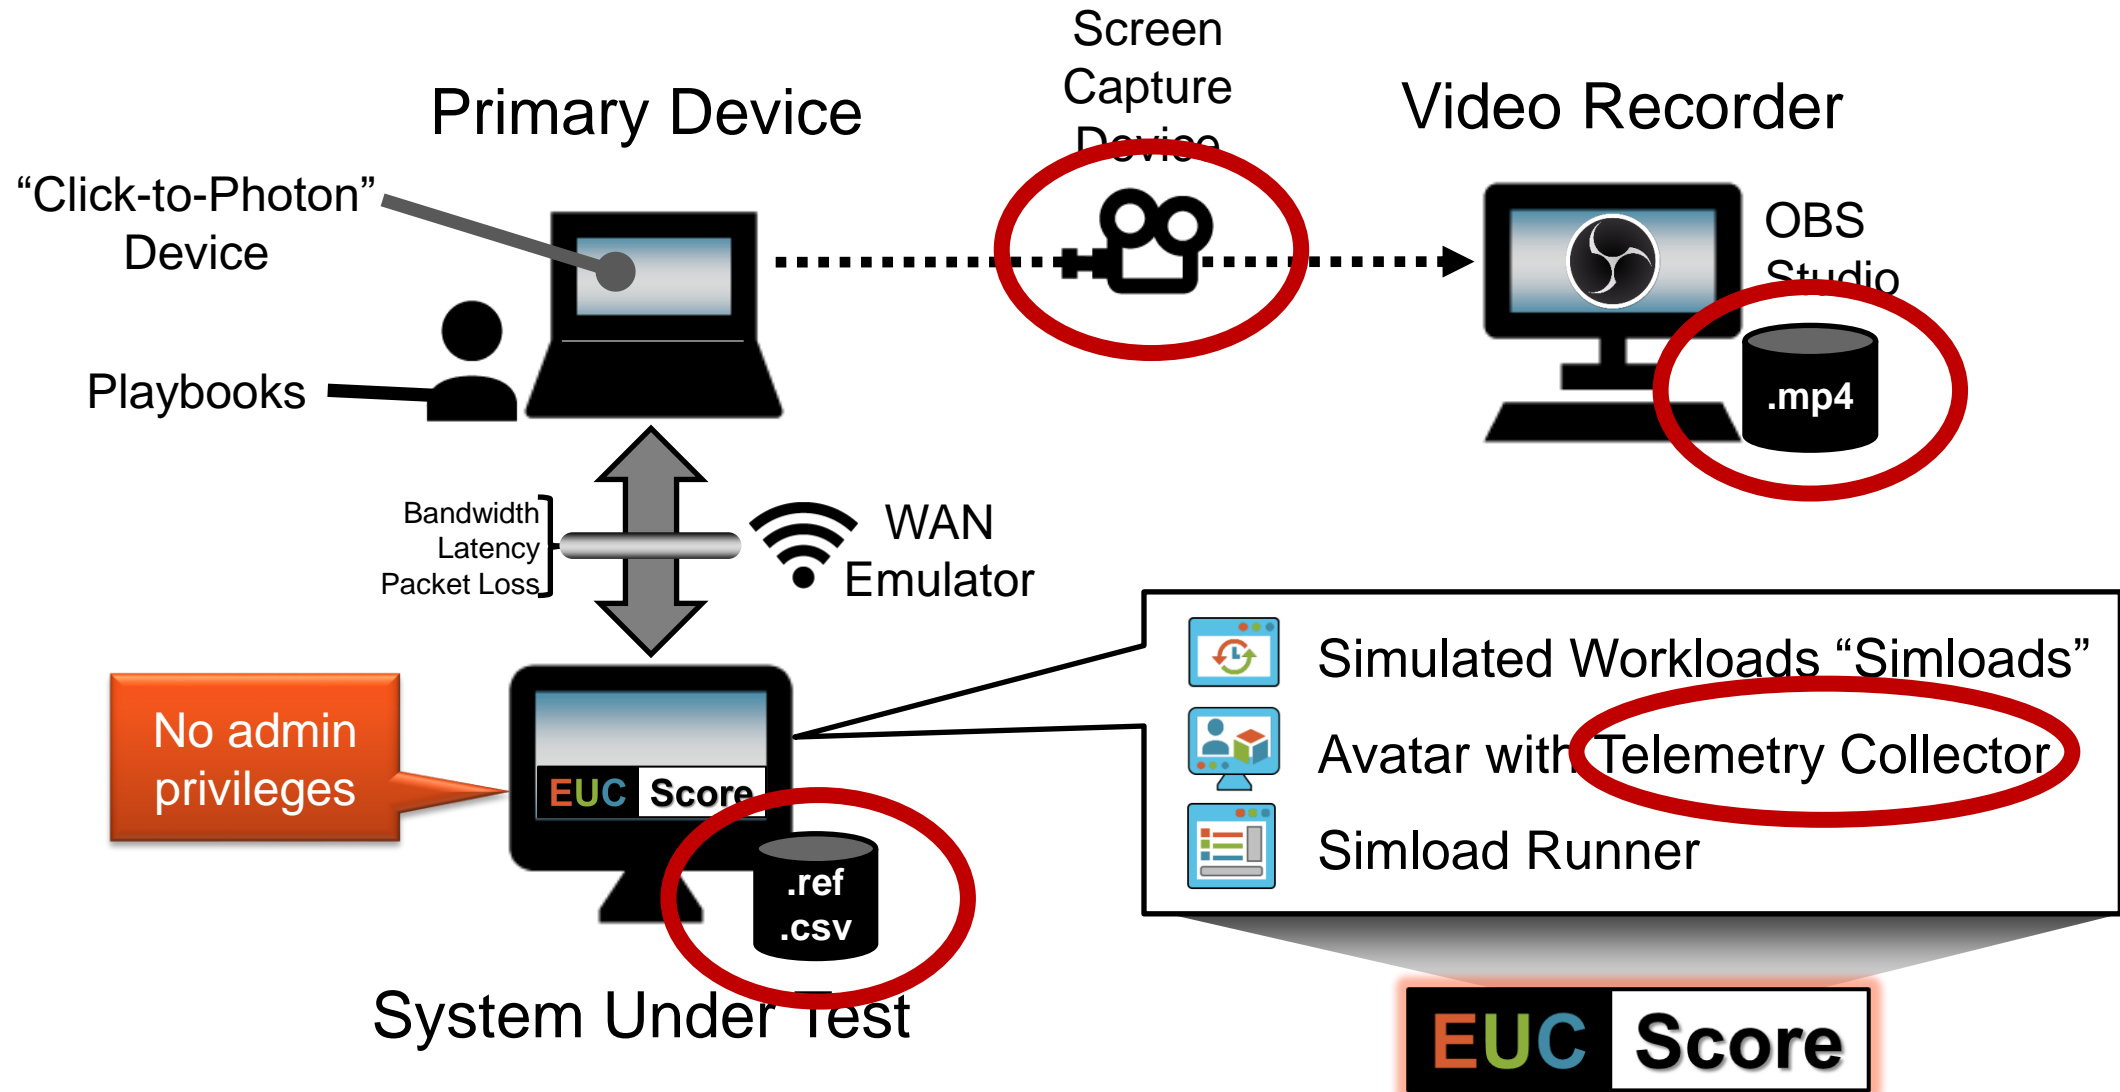 Screen
Capture
Device
Primary Device
Video Recorder
“Click-to-Photon”
Device
OBS
Studio
Playbooks
.mp4
Bandwidth
Latency
Packet Loss
WAN
Emulator
No admin
privileges
EUC Score
.ref
.csv
System Under Test
Simulated Workloads “Simloads”
Avatar with Telemetry Collector
Simload Runner
EUC Score